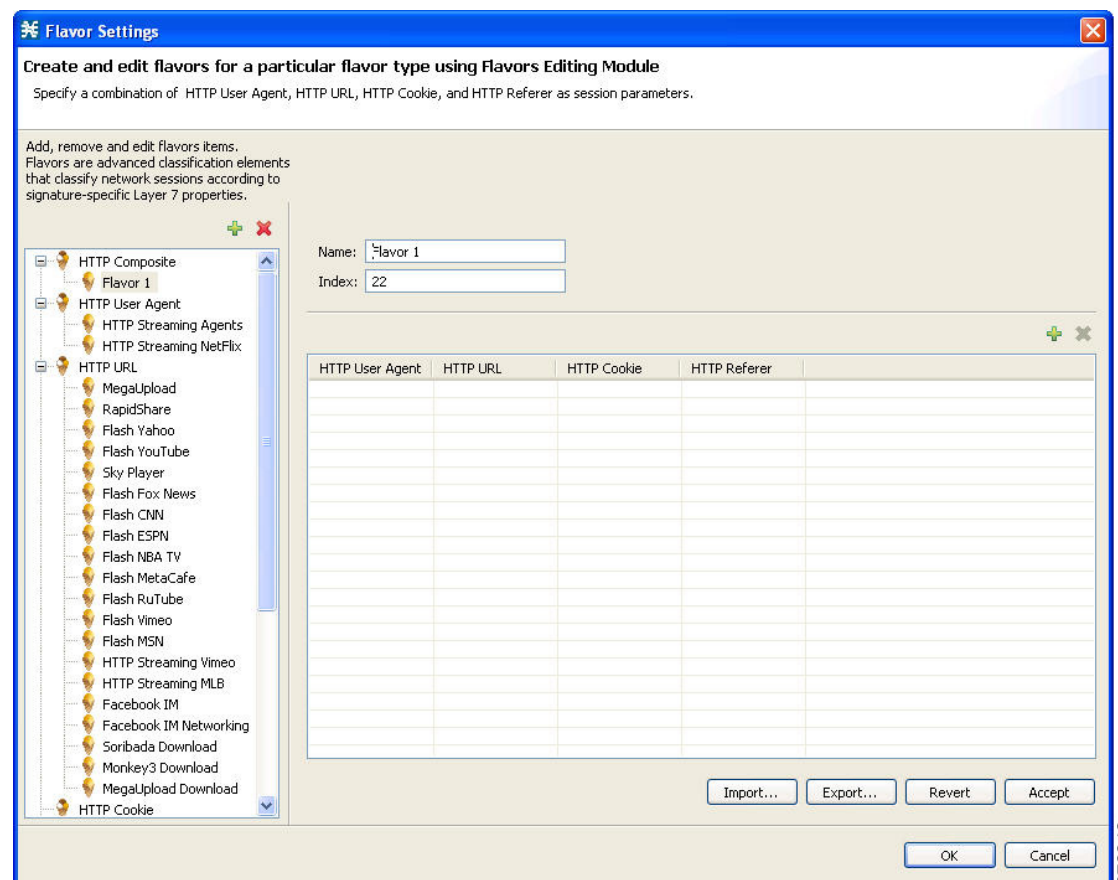 Flavor Settings
Create and edit flavors for a particular flavor type using Flavors Editing Module
Specify a combination of HTTP User Agent, HTTP URL, HTTP Cookie, and HTTP Referer as session parameters.
Add, remove and edit flavors items.
Flavors are advanced classification elements
that classify network sessions according to
signature-specific Layer 7 properties.
HTTP Composite
Flavor 1
HTTP User Agent
HTTP Streaming Agents
HTTP Streaming NetFlix
HTTP URL
MegaUpload
RapidShare
Flash Yahoo
Flash YouTube
Sky Player
Flash Fox News
Flash CNN
Flash ESPN
Flash NBA TV
Flash MetaCafe
Flash RuTube
Flash Vimeo
Flash MSN
HTTP Streaming Vimeo
HTTP Streaming MLB
Facebook IM
Facebook IM Networking
Soribada Download
Monkey3 Download
MegaUpload Download
HTTP Cookie
Name: Flavor 1
Index: 22
HTTP User Agent HTTP URL HTTP Cookie HTTP Referer
Import... Export... Revert Accept
OK Cancel